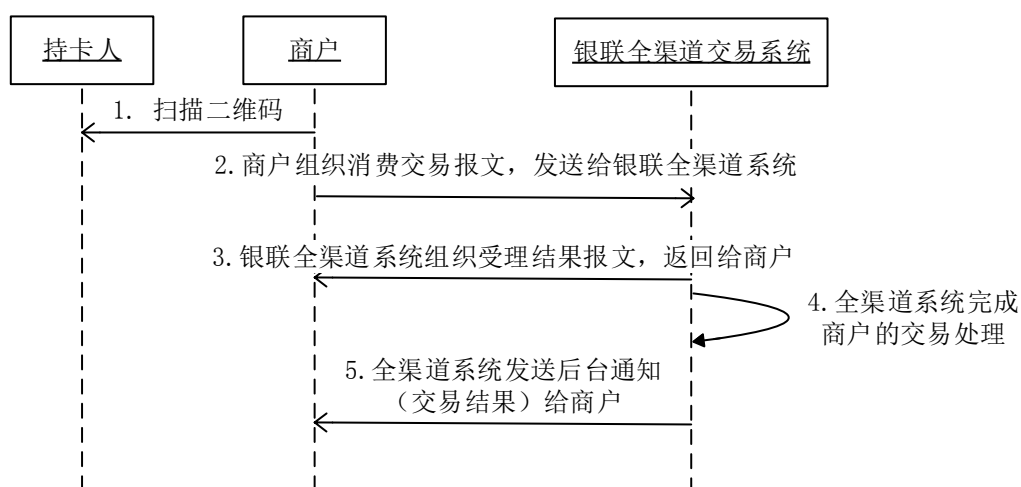 持卡人
商户
银联全渠道交易系统
1. 扫描二维码
2.商户组织消费交易报文，发送给银联全渠道系统
3.银联全渠道系统组织受理结果报文，返回给商户
4.全渠道系统完成
商户的交易处理
5.全渠道系统发送后台通知
（交易结果）给商户